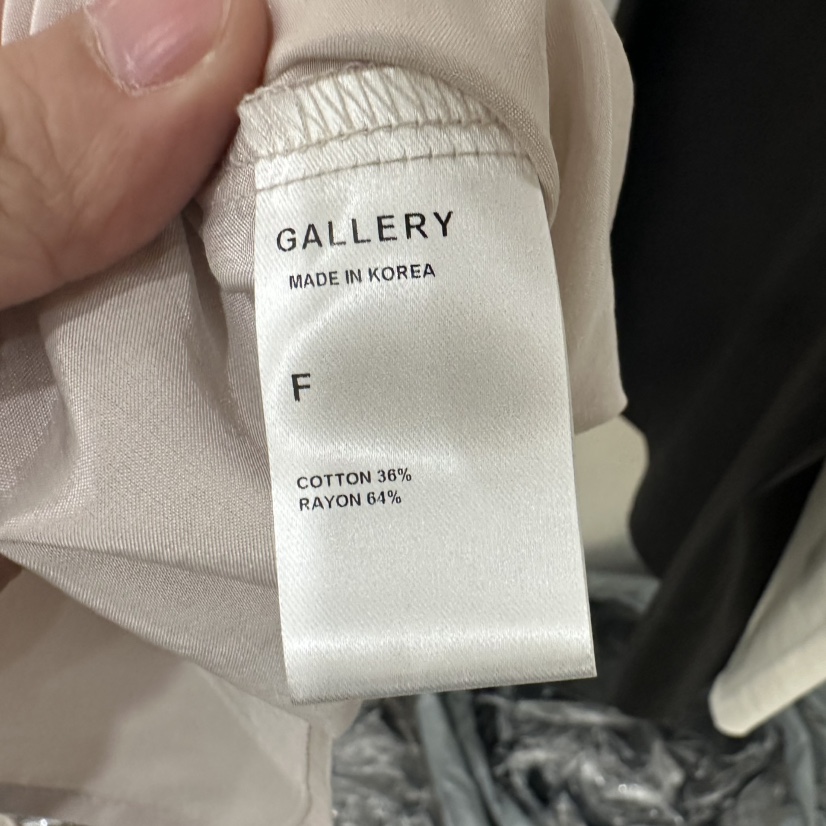 GALLERY
MADE IN KOREA
F
COTTON 36%
RAYON 64%